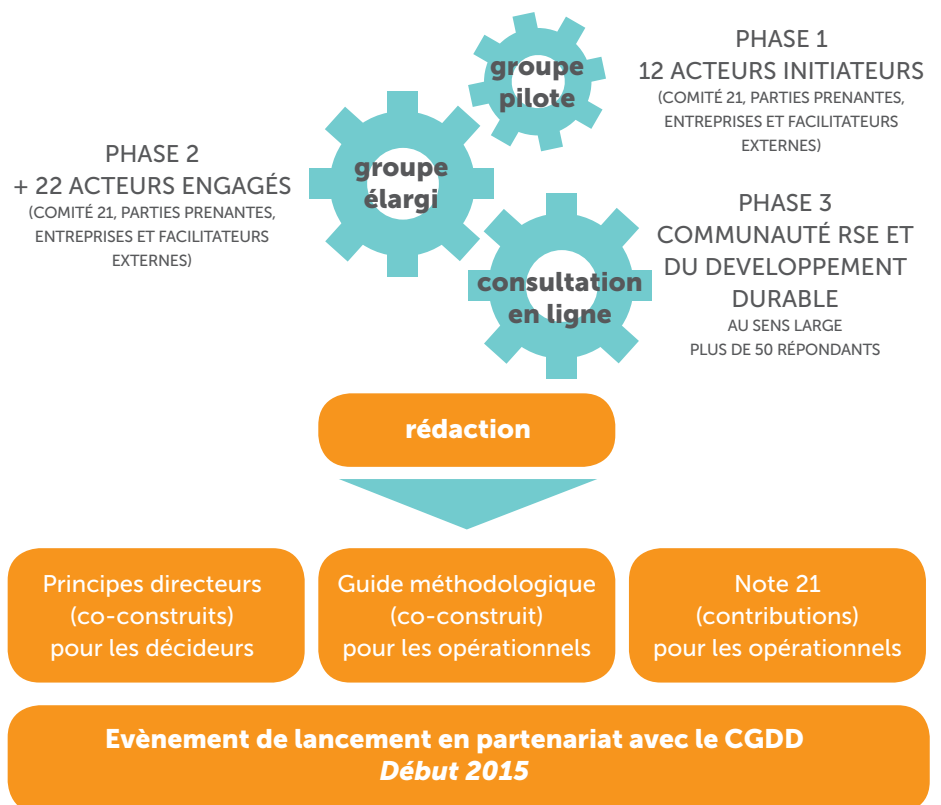 groupe
pilote
PHASE 1
12 ACTEURS INITIATEURS
(COMITÉ 21, PARTIES PRENANTES,
ENTREPRISES ET FACILITATEURS
EXTERNES)
PHASE 2
+ 22 ACTEURS ENGAGÉS
(COMITÉ 21, PARTIES PRENANTES,
ENTREPRISES ET FACILITATEURS
EXTERNES)
groupe
élargi
consultation
en ligne
PHASE 3
COMMUNAUTÉ RSE ET
DU DEVELOPPEMENT
DURABLE
AU SENS LARGE
PLUS DE 50 RÉPONDANTS
rédaction
Principes directeurs
(co-construits)
pour les décideurs
Guide méthodologique
(co-construit)
pour les opérationnels
Note 21
(contributions)
pour les opérationnels
Evènement de lancement en partenariat avec le CGDD
Début 2015